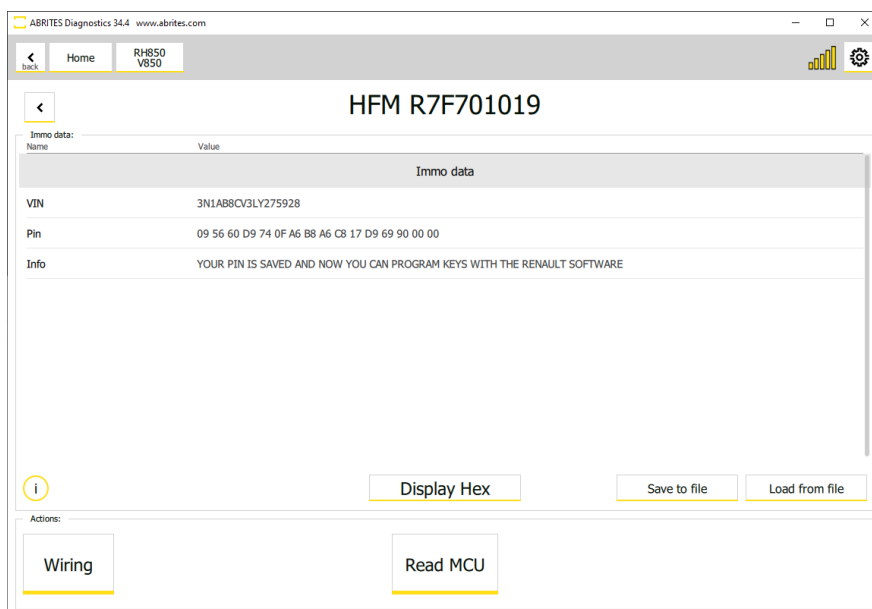 ABRITES Diagnostics 34.4 www.abrites.com
back
Home
RH850
V850
HFM R7F701019
Immo data:
Name Value
Immo data
VIN 3N1AB8CV3LY275928
Pin 09 56 60 D9 74 0F A6 B8 A6 C8 17 D9 69 90 00 00
Info YOUR PIN IS SAVED AND NOW YOU CAN PROGRAM KEYS WITH THE RENAULT SOFTWARE
i
Display Hex
Save to file
Load from file
Actions:
Wiring
Read MCU